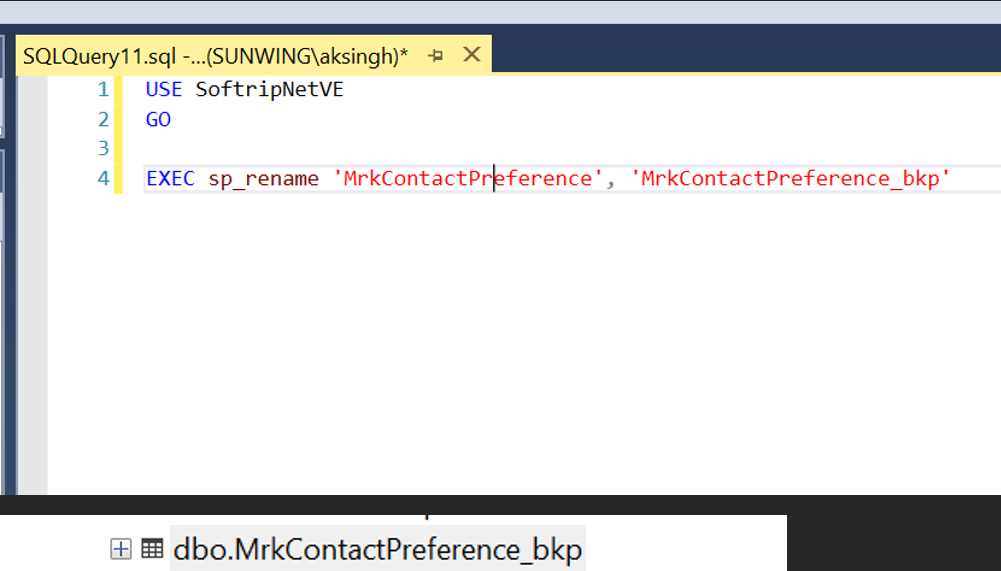 SQLQuery11.sql -...(SUNWING\aksingh)*
1 USE SoftripNetVE
2 GO
3
4 EXEC sp_rename 'MrkContactPreference', 'MrkContactPreference_bkp'
dbo.MrkContactPreference_bkp